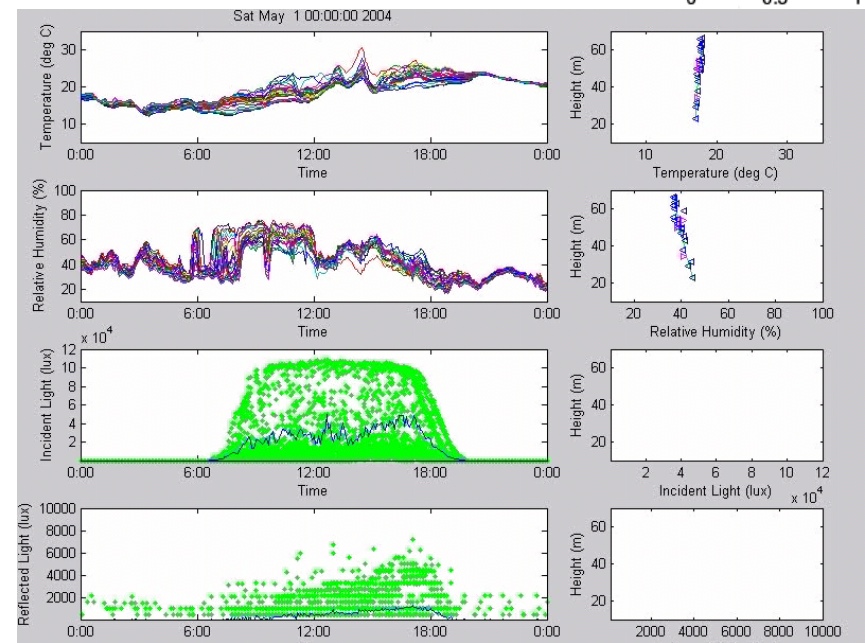 Sat May 1 00:00:00 2004
Temperature (deg C)
30
20
10
0:00 6:00 12:00 18:00 0:00
Time
Height (m)
60
40
20
10 20 30
Temperature (deg C)
Relative Humidity (%)
100
80
60
40
20
0:00 6:00 12:00 18:00 0:00
Time
Height (m)
60
40
20
20 40 60 80 100
Relative Humidity (%)
x 10^4
Incident Light (lux)
12
10
8
6
4
2
0:00 6:00 12:00 18:00 0:00
Time
Height (m)
60
40
20
2 4 6 8 10 12
Incident Light (lux)
x 10^4
Reflected Light (lux)
10000
8000
6000
4000
2000
0:00 6:00 12:00 18:00 0:00
Height (m)
60
40
20
2000 4000 6000 8000 10000